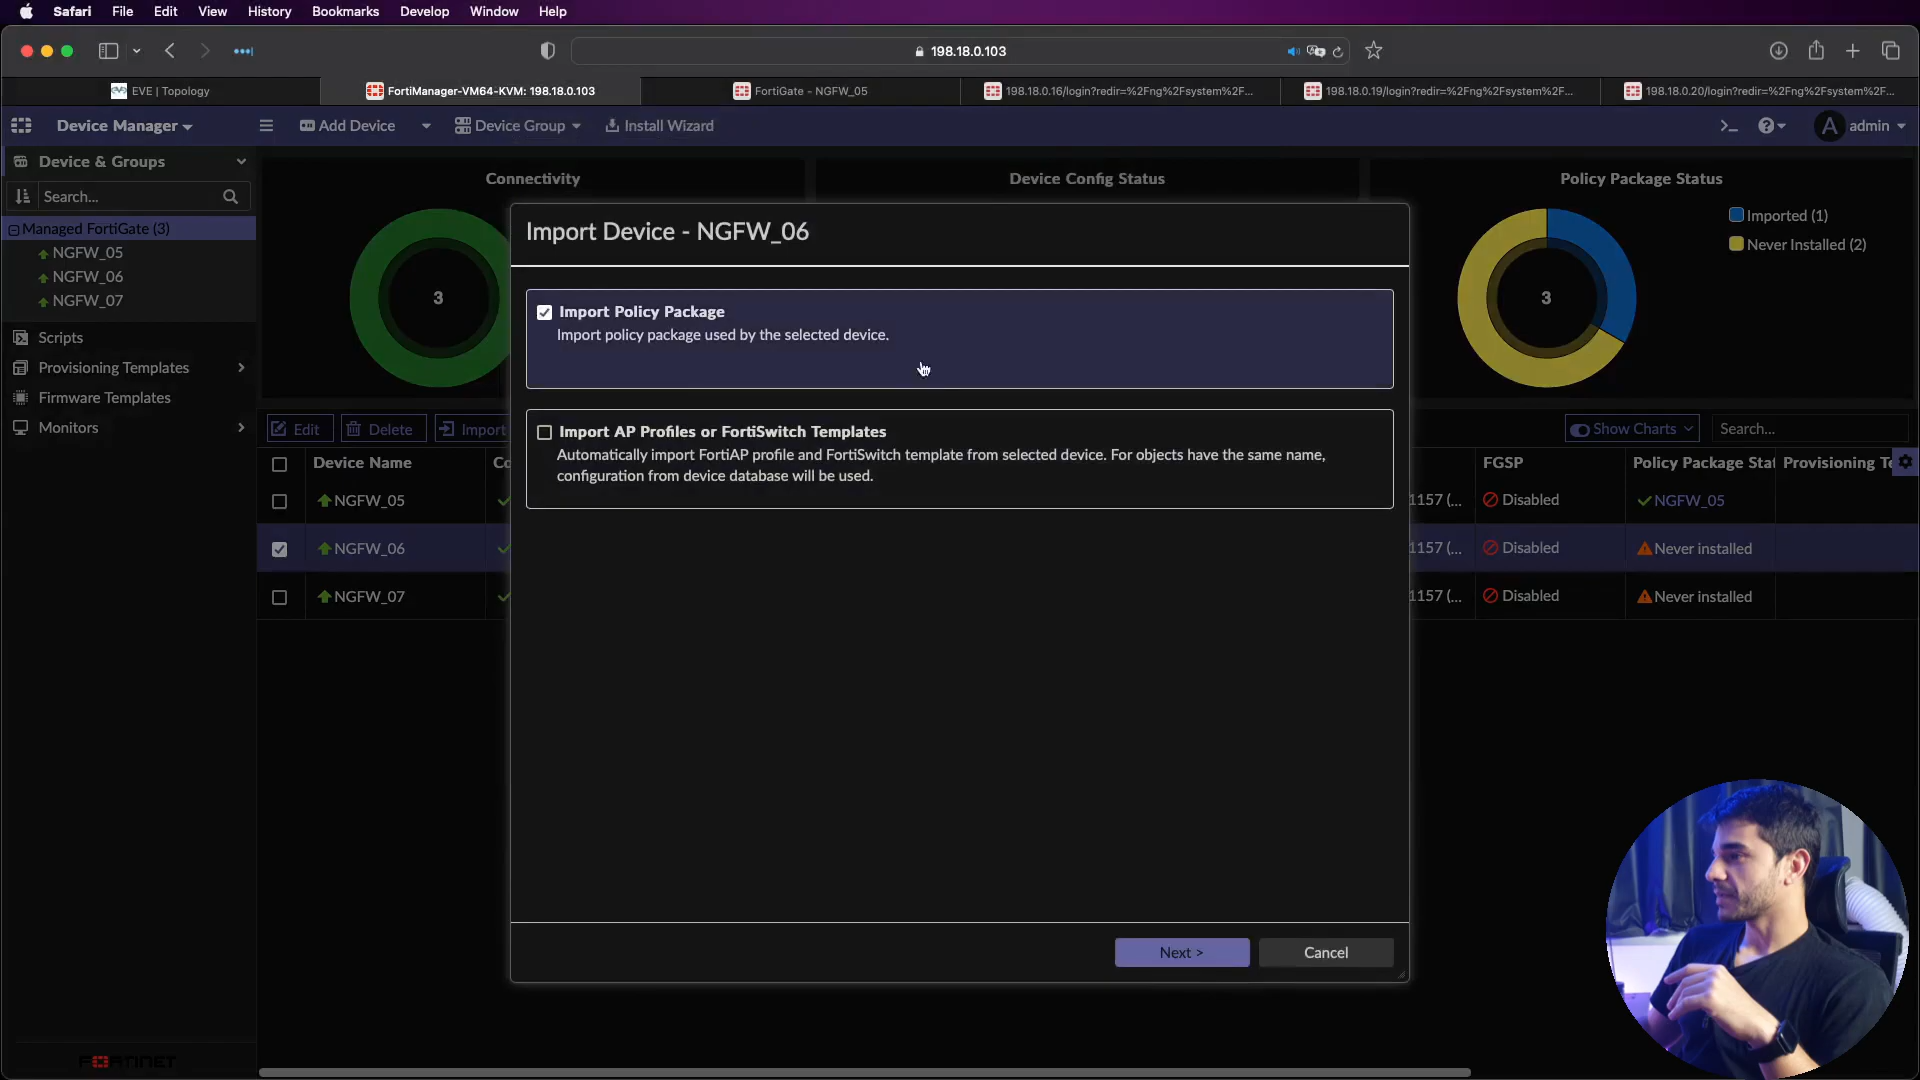 Safari File Edit View History Bookmarks Develop Window Help
198.18.0.103
EVE | Topology
FortiManager-VM64-KVM: 198.18.0.103
FortiGate - NGFW_05
198.18.0.16/login?redir=%2Fng%2Fsystem%2F...
198.18.0.19/login?redir=%2Fng%2Fsystem%2F...
198.18.0.20/login?redir=%2Fng%2Fsystem%2F...
Device Manager
Add Device
Device Group
Install Wizard
A admin
Device & Groups
Search...
Managed FortiGate (3)
NGFW_05
NGFW_06
NGFW_07
Scripts
Provisioning Templates
Firmware Templates
Monitors
FORTINET
Connectivity
3
Device Config Status
Policy Package Status
3
Imported (1)
Never Installed (2)
Import Device - NGFW_06
Import Policy Package
Import policy package used by the selected device.
Import AP Profiles or FortiSwitch Templates
Automatically import FortiAP profile and FortiSwitch template from selected device. For objects have the same name,
configuration from device database will be used.
Next >
Cancel
Edit
Delete
Import
Show Charts
Search...
Device Name
Co
FGSP
Policy Package Stat
Provisioning Te
NGFW_05
1157 (...
Disabled
NGFW_05
NGFW_06
1157 (...
Disabled
Never installed
NGFW_07
1157 (...
Disabled
Never installed